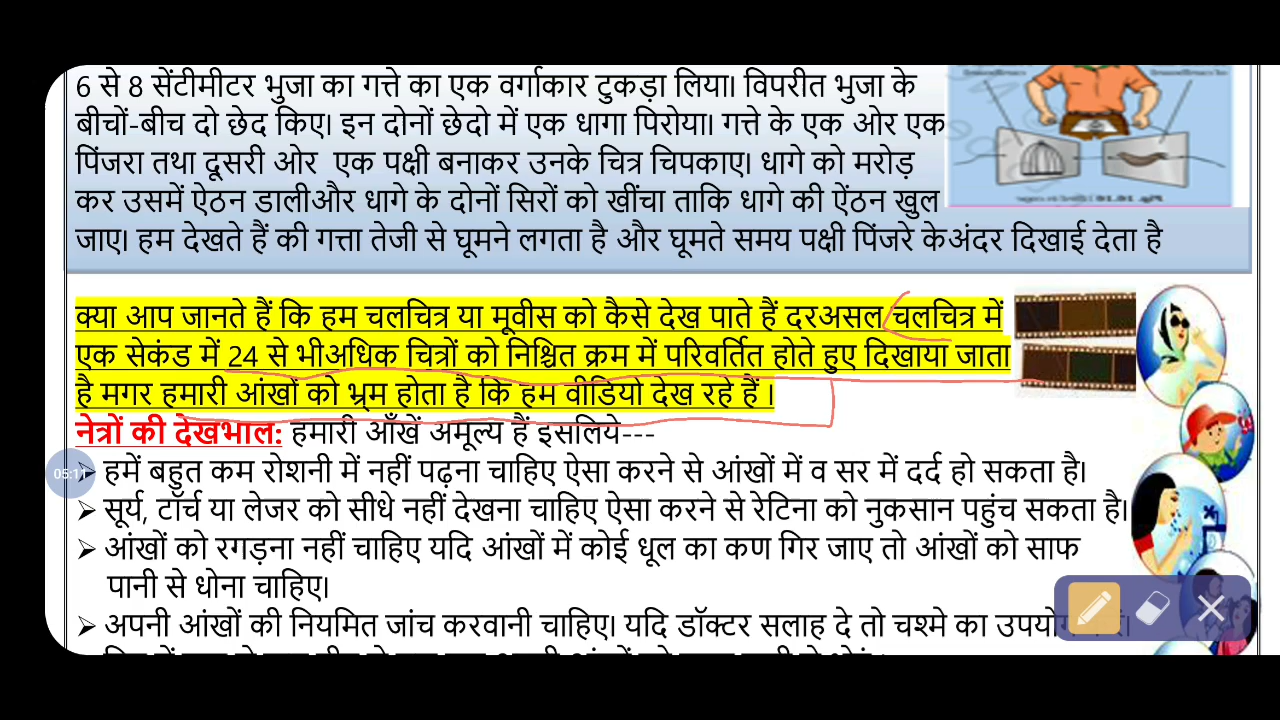 6 से 8 सेंटीमीटर भुजा का गत्ते का एक वर्गाकार टुकड़ा लिया। विपरीत भुजा के
बीचों-बीच दो छेद किए। इन दोनों छेदो में एक धागा पिरोया। गत्ते के एक ओर एक
पिंजरा तथा दूसरी ओर एक पक्षी बनाकर उनके चित्र चिपकाए। धागे को मरोड़
कर उसमें ऐठन डालीऔर धागे के दोनों सिरों को खींचा ताकि धागे की ऐंठन खुल
जाए। हम देखते हैं की गत्ता तेजी से घूमने लगता है और घूमते समय पक्षी पिंजरे केअंदर दिखाई देता है
क्या आप जानते हैं कि हम चलचित्र या मूवीस को कैसे देख पाते हैं दरअसल चलचित्र में
एक सेकंड में 24 से भीअधिक चित्रों को निश्चित क्रम में परिवर्तित होते हुए दिखाया जाता
है मगर हमारी आंखों को भ्रम होता है कि हम वीडियो देख रहे हैं ।
नेत्रों की देखभाल: हमारी आँखें अमूल्य हैं इसलिये---
➢ हमें बहुत कम रोशनी में नहीं पढ़ना चाहिए ऐसा करने से आंखों में व सर में दर्द हो सकता है।
05:11
➢ सूर्य, टॉर्च या लेजर को सीधे नहीं देखना चाहिए ऐसा करने से रेटिना को नुकसान पहुंच सकता है।
➢ आंखों को रगड़ना नहीं चाहिए यदि आंखों में कोई धूल का कण गिर जाए तो आंखों को साफ
पानी से धोना चाहिए।
➢ अपनी आंखों की नियमित जांच करवानी चाहिए। यदि डॉक्टर सलाह दे तो चश्मे का उपयोग